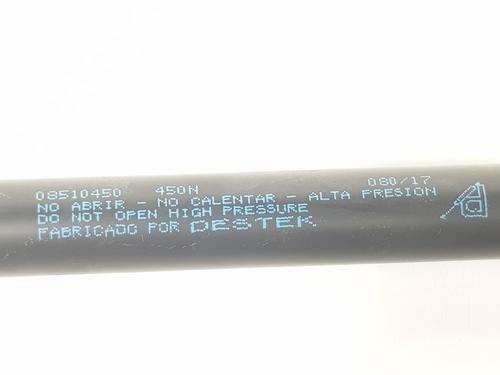 08510450 450N 080/17
NO ABRIR - NO CALENTAR - ALTA PRESION
DO NOT OPEN HIGH PRESSURE
FABRICADO POR DESTEK